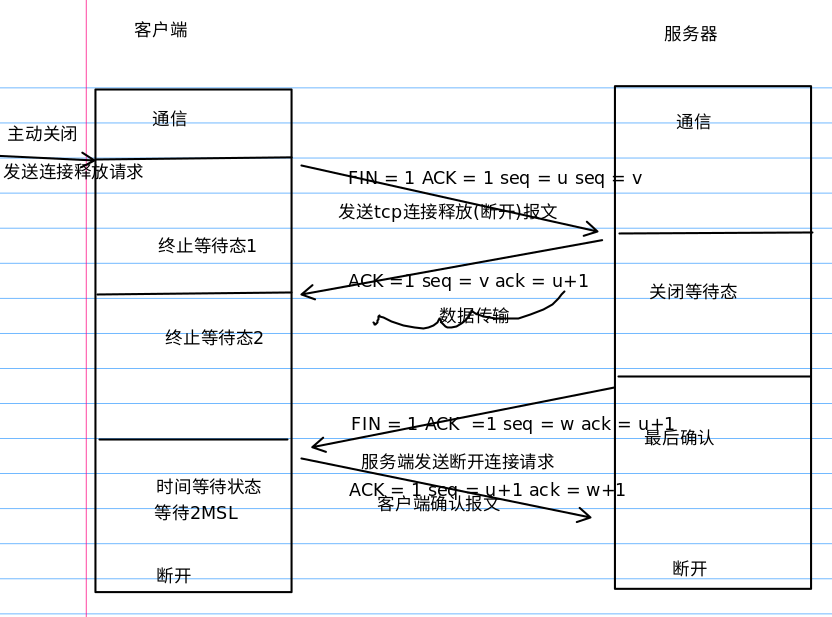 客户端
服务器
通信
通信
主动关闭
发送连接释放请求
FIN = 1 ACK = 1 seq = u seq = v
发送tcp连接释放(断开)报文
终止等待态1
ACK =1 seq = v ack = u+1
关闭等待态
数据传输
终止等待态2
FIN = 1 ACK =1 seq = w ack = u+1
最后确认
服务端发送断开连接请求
时间等待状态
ACK = 1 seq = u+1 ack = w+1
客户端确认报文
等待2MSL
断开
断开